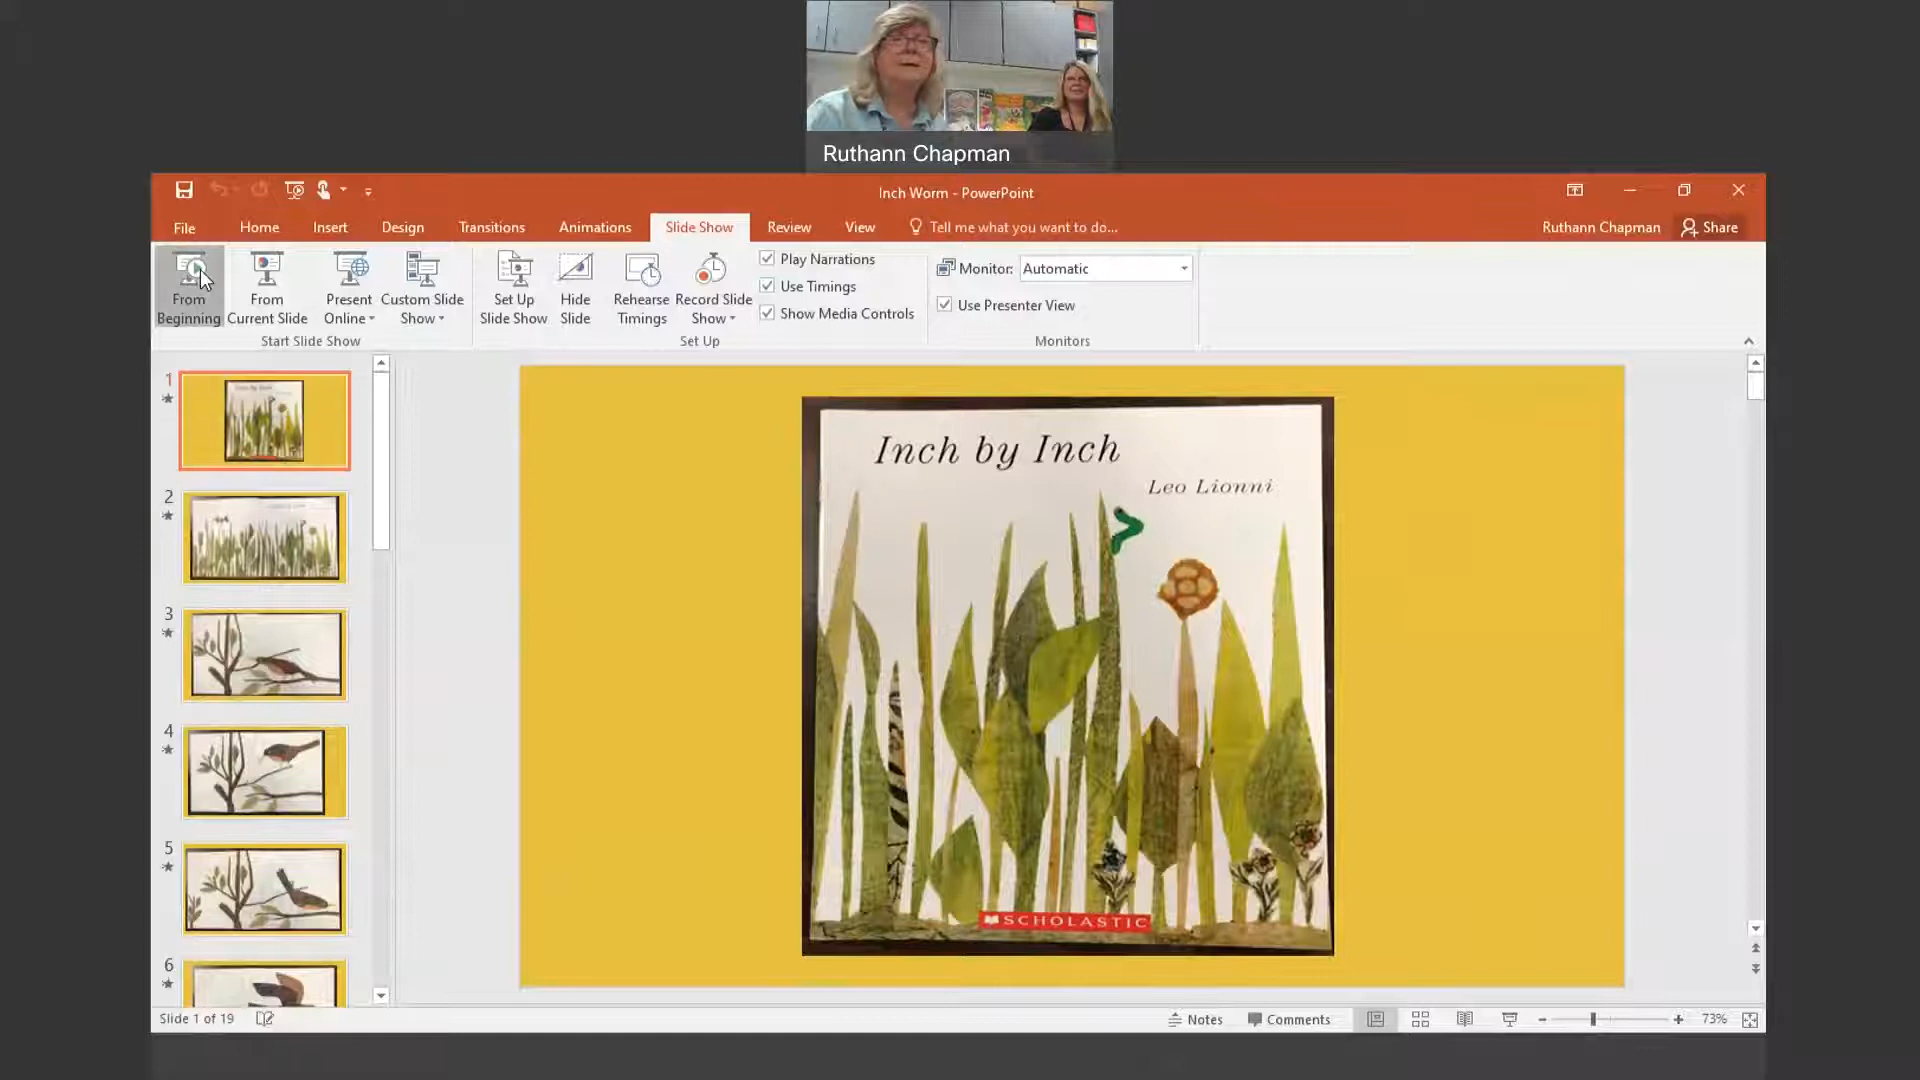 Ruthann Chapman
Inch Worm - PowerPoint
File Home Insert Design Transitions Animations Slide Show Review View Tell me what you want to do... Ruthann Chapman Share
From Beginning
From Current Slide
Present Online
Custom Slide Show
Start Slide Show
Set Up Slide Show
Hide Slide
Rehearse Timings
Record Slide Show
Play Narrations
Use Timings
Show Media Controls
Set Up
Monitor: Automatic
Use Presenter View
Monitors
1
2
3
4
5
6
Inch by Inch
Leo Lionni
SCHOLASTIC
Slide 1 of 19 Notes Comments 73%